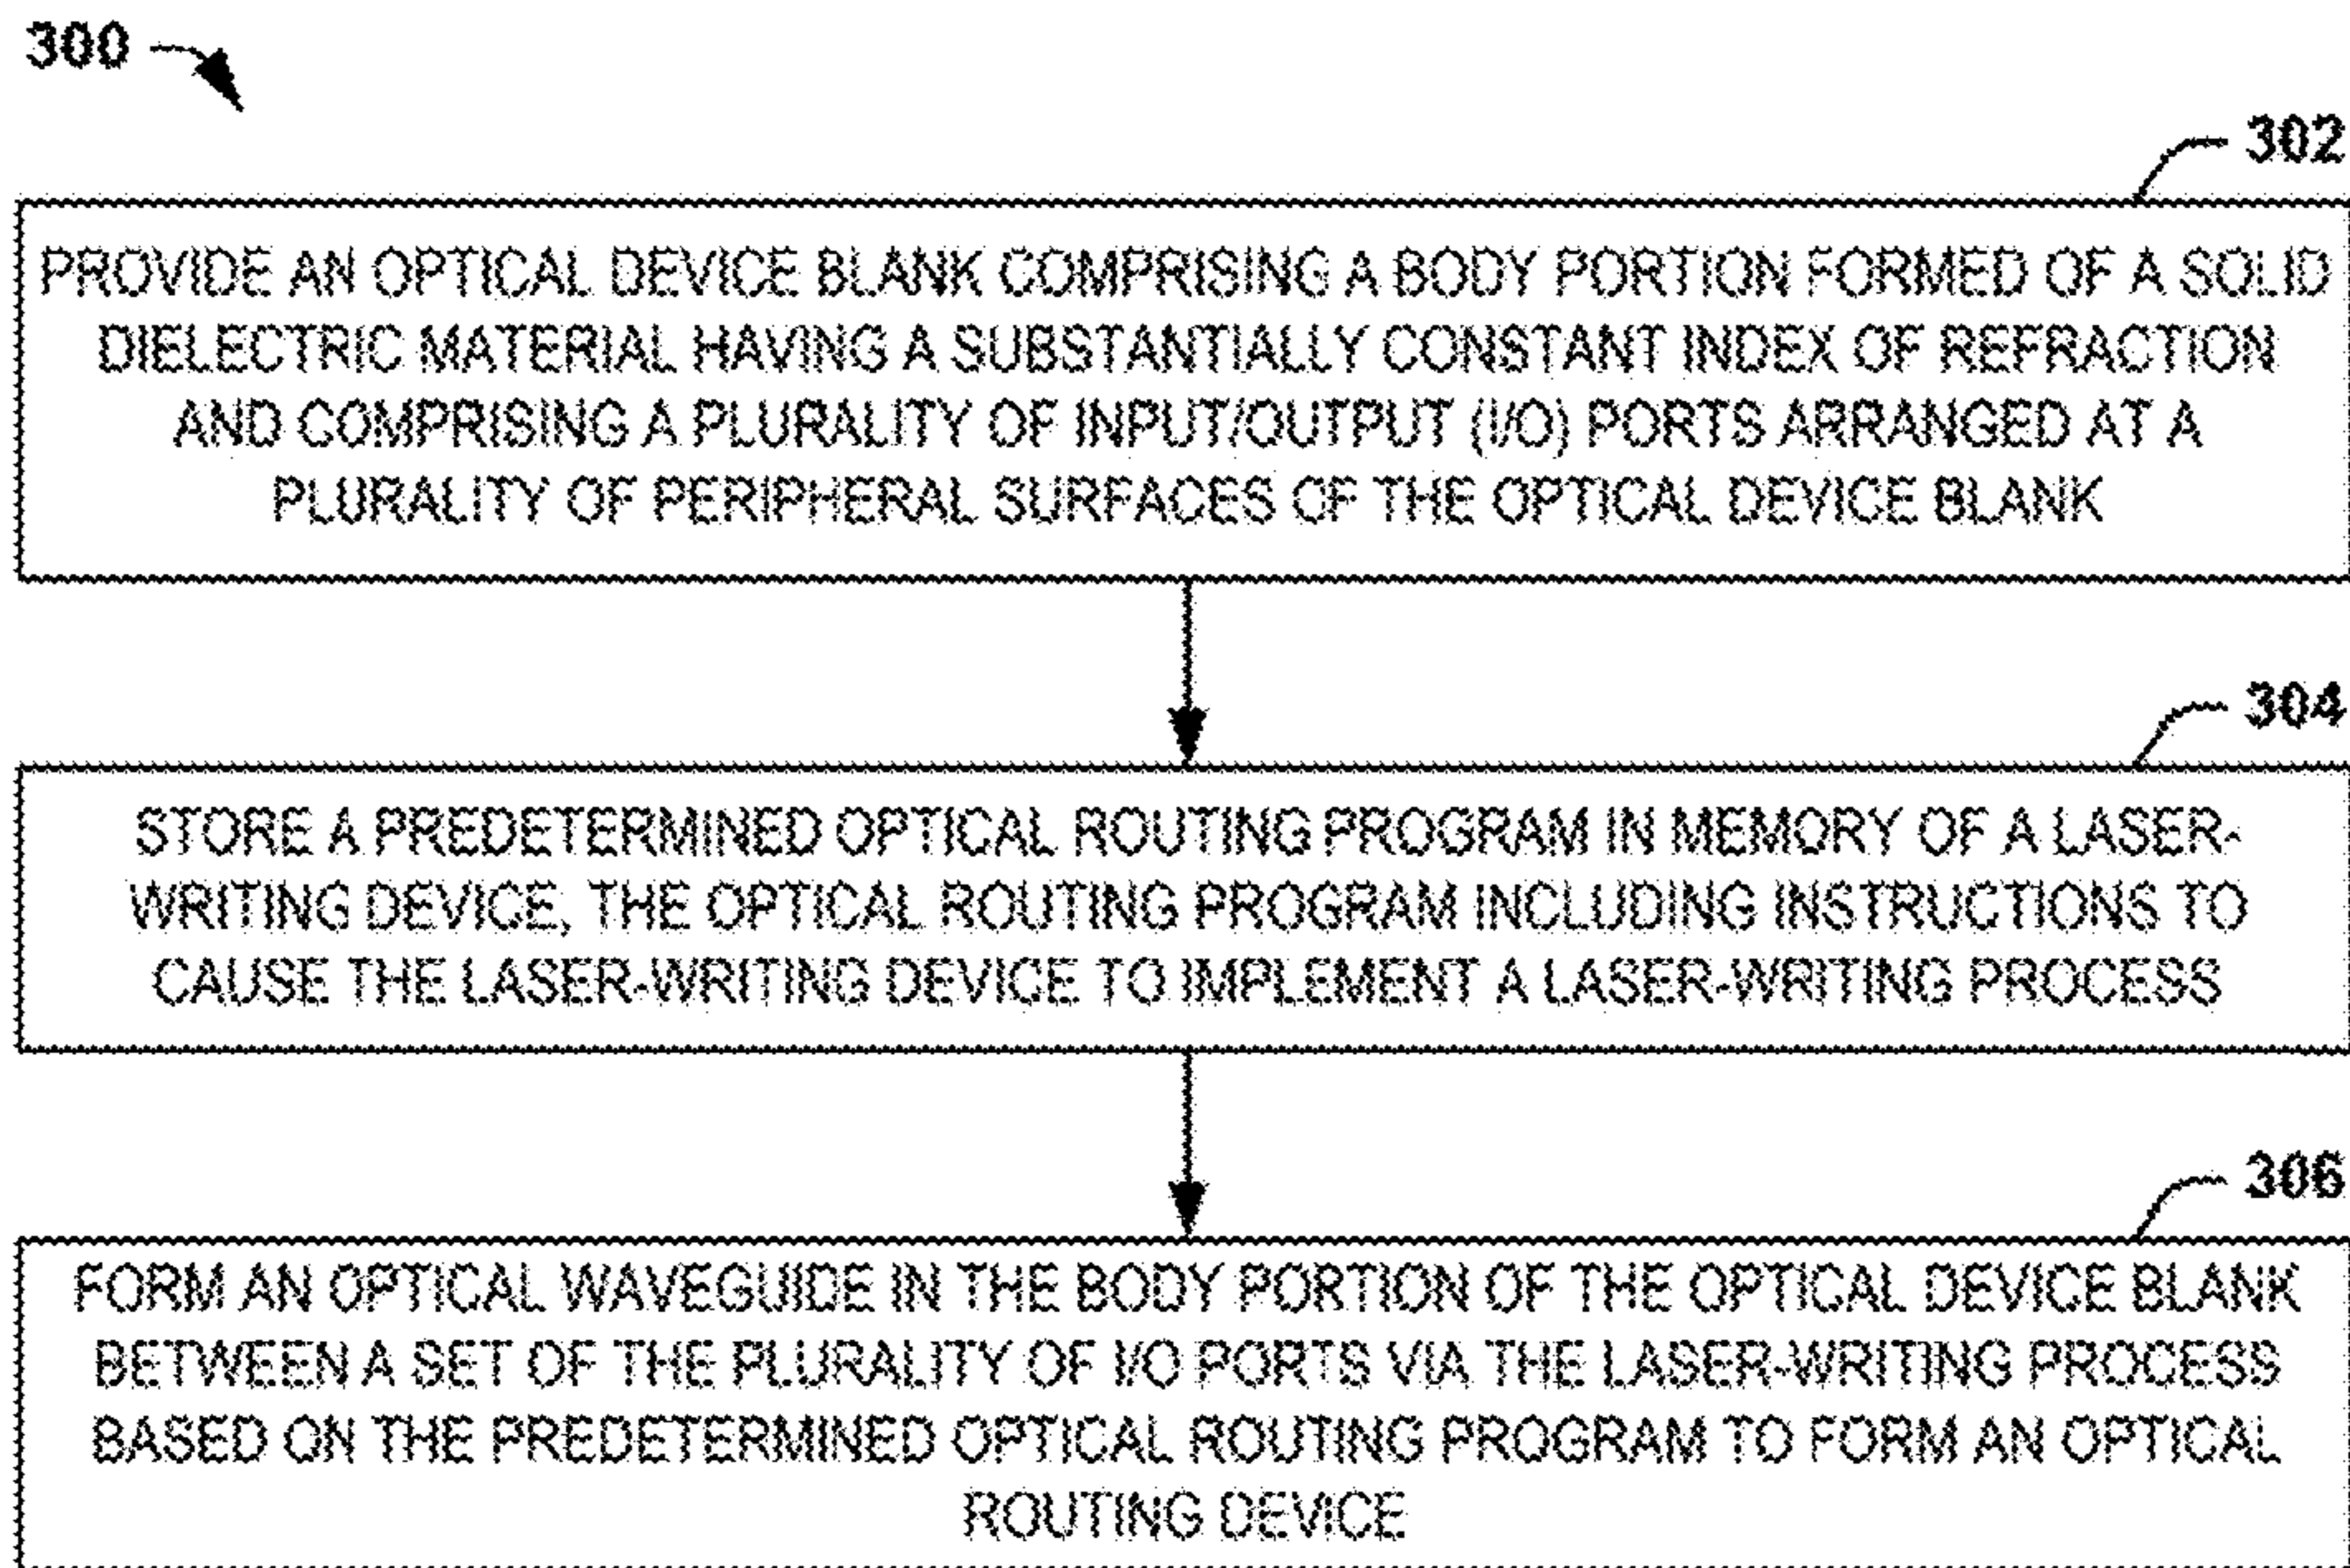 300
302
PROVIDE AN OPTICAL DEVICE BLANK COMPRISING A BODY PORTION FORMED OF A SOLID
DIELECTRIC MATERIAL HAVING A SUBSTANTIALLY CONSTANT INDEX OF REFRACTION
AND COMPRISING A PLURALITY OF INPUT/OUTPUT (I/O) PORTS ARRANGED AT A
PLURALITY OF PERIPHERAL SURFACES OF THE OPTICAL DEVICE BLANK
304
STORE A PREDETERMINED OPTICAL ROUTING PROGRAM IN MEMORY OF A LASER-
WRITING DEVICE, THE OPTICAL ROUTING PROGRAM INCLUDING INSTRUCTIONS TO
CAUSE THE LASER-WRITING DEVICE TO IMPLEMENT A LASER-WRITING PROCESS
306
FORM AN OPTICAL WAVEGUIDE IN THE BODY PORTION OF THE OPTICAL DEVICE BLANK
BETWEEN A SET OF THE PLURALITY OF I/O PORTS VIA THE LASER-WRITING PROCESS
BASED ON THE PREDETERMINED OPTICAL ROUTING PROGRAM TO FORM AN OPTICAL
ROUTING DEVICE